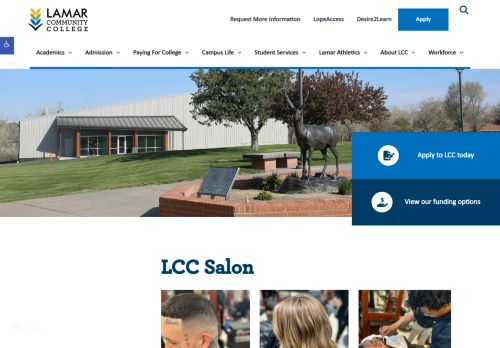 LAMAR
COMMUNITY
COLLEGE
Request More Information
LopeAccess
Desire2Learn
Apply
Academics
Admission
Paying For College
Campus Life
Student Services
Lamar Athletics
About LCC
Workforce
Apply to LCC today
View our funding options
LCC Salon